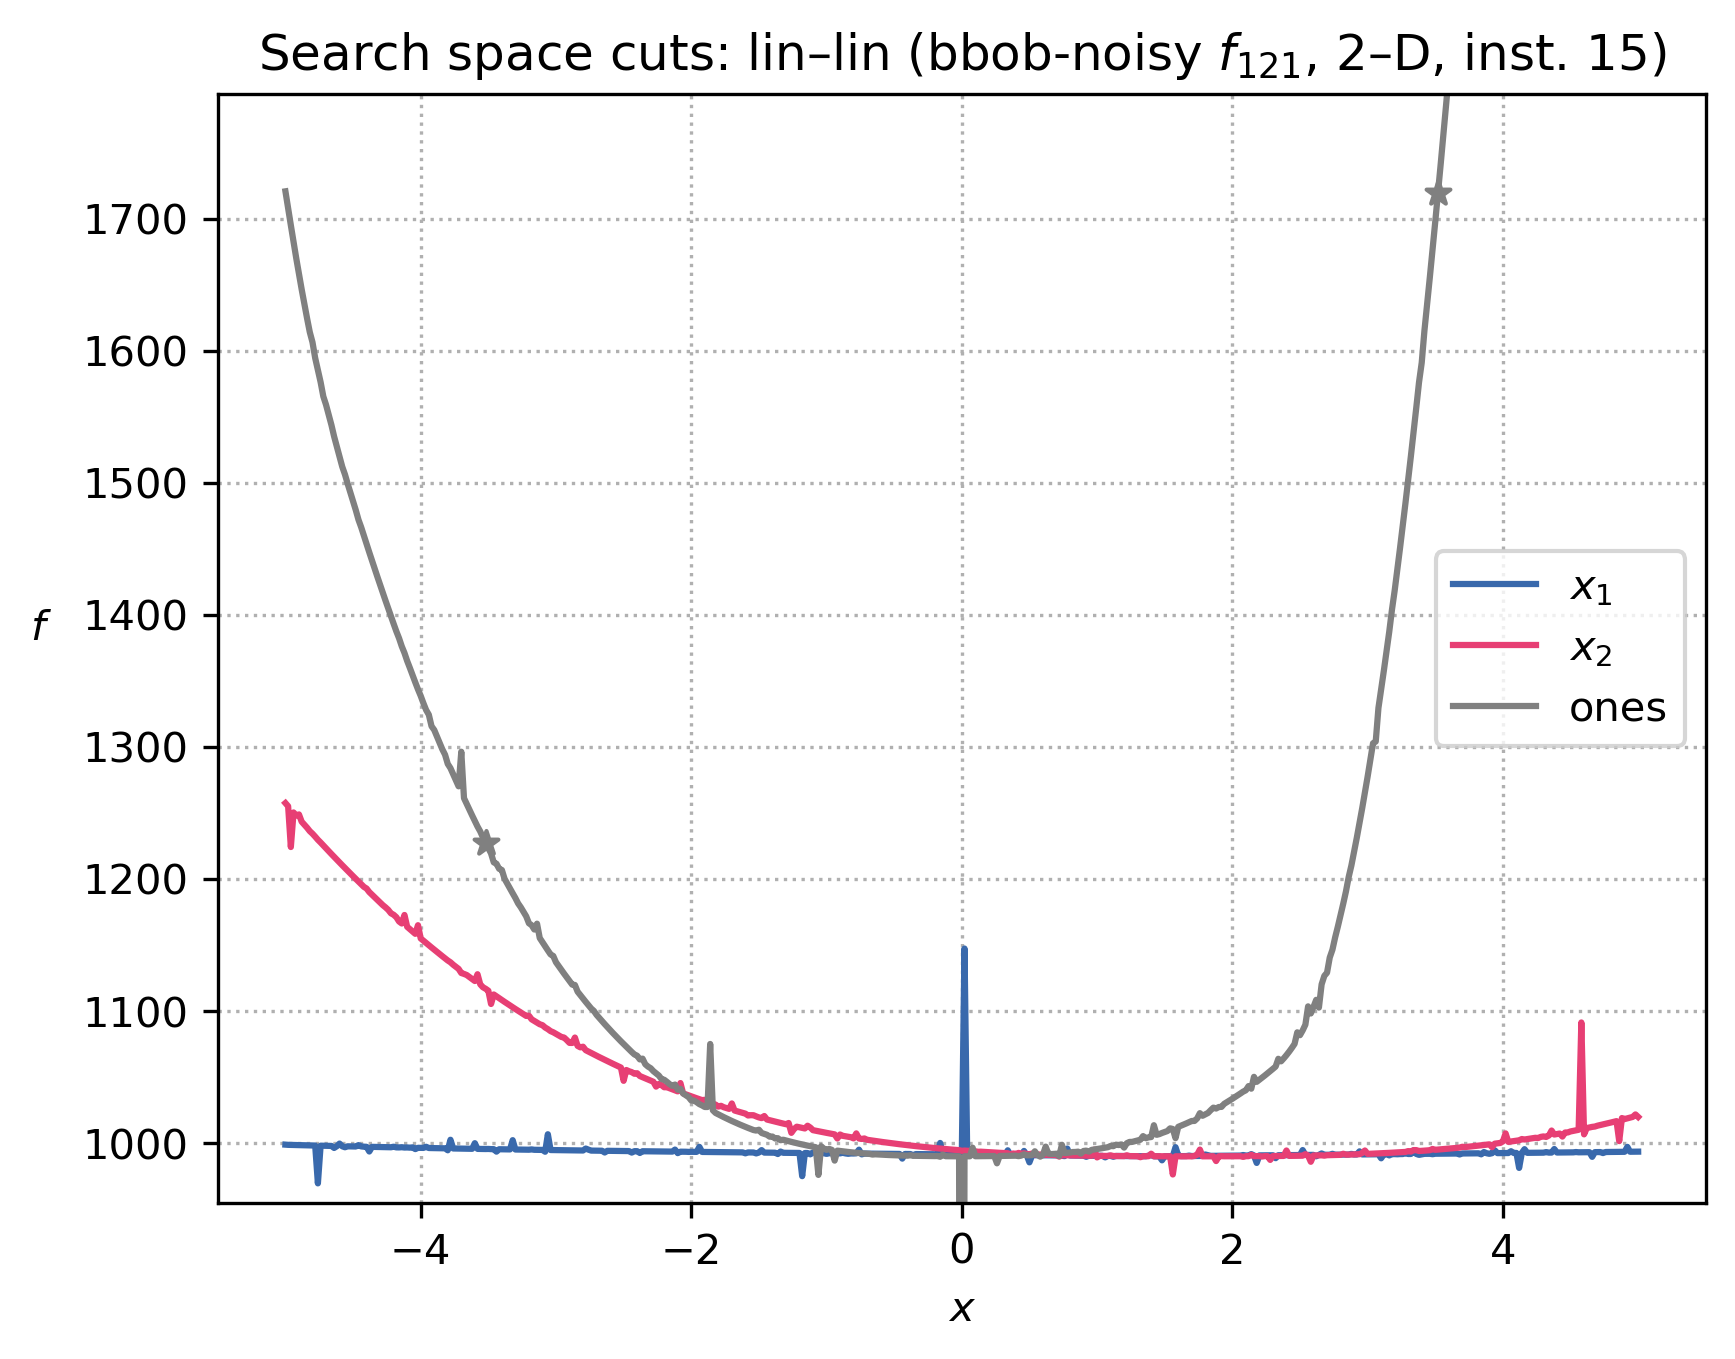 Search space cuts: lin–lin (bbob-noisy f₁₂₁, 2–D, inst. 15)
1700
1600
1500
1400
1300
1200
1100
1000
f
x₁
x₂
ones
−4
−2
0
2
4
x